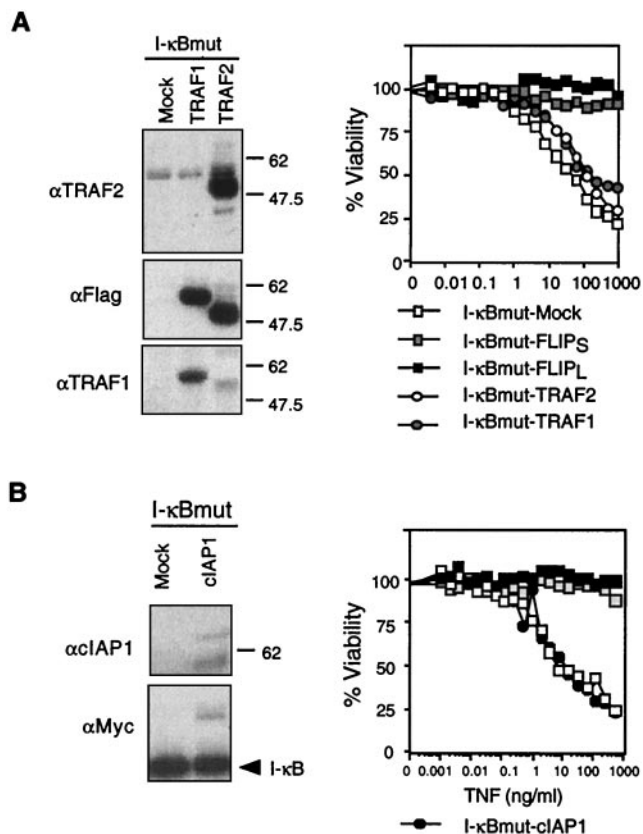 A
I-κBmut
Mock
TRAF1
TRAF2
αTRAF2
62
47.5
αFlag
62
47.5
αTRAF1
62
47.5
% Viability
100
75
50
25
0
0 0.01 0.1 1 10 100 1000
I-κBmut-Mock
I-κBmut-FLIPS
I-κBmut-FLIPL
I-κBmut-TRAF2
I-κBmut-TRAF1
B
I-κBmut
Mock
cIAP1
αcIAP1
62
αMyc
I-κB
% Viability
100
75
50
25
0
0 0.001 0.01 0.1 1 10 100 1000
TNF (ng/ml)
I-κBmut-cIAP1